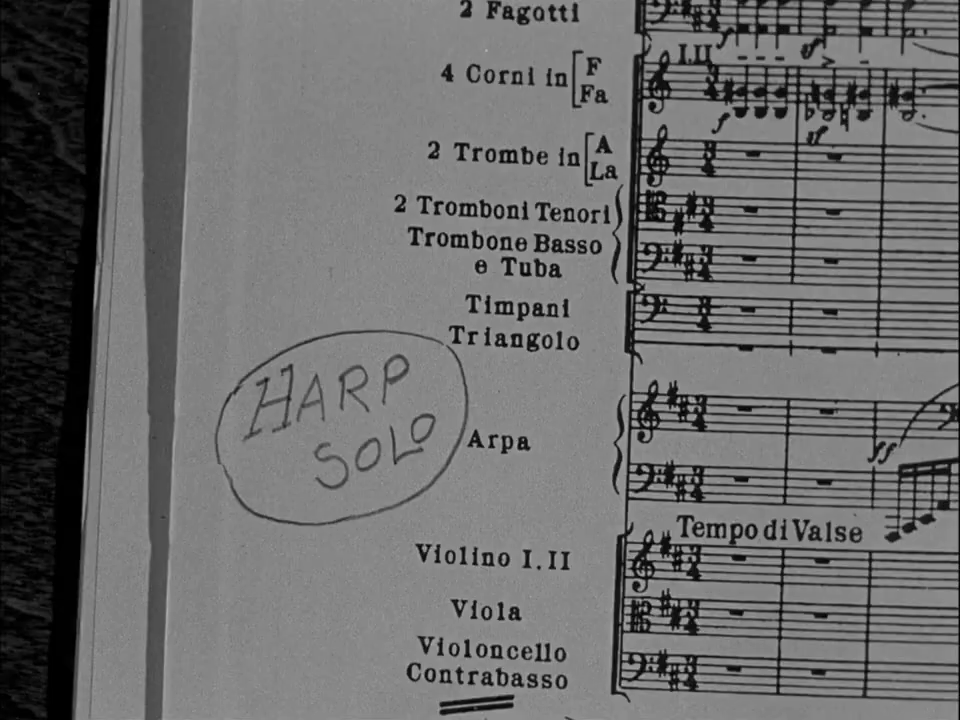 2 Fagotti
I.II
4 Corni in F
Fa
f
sf
2 Trombe in A
La
2 Tromboni Tenori
Trombone Basso
e Tuba
Timpani
Triangolo
HARP
SOLO
Arpa
ff
Tempo di Valse
Violino I. II
Viola
Violoncello
Contrabasso